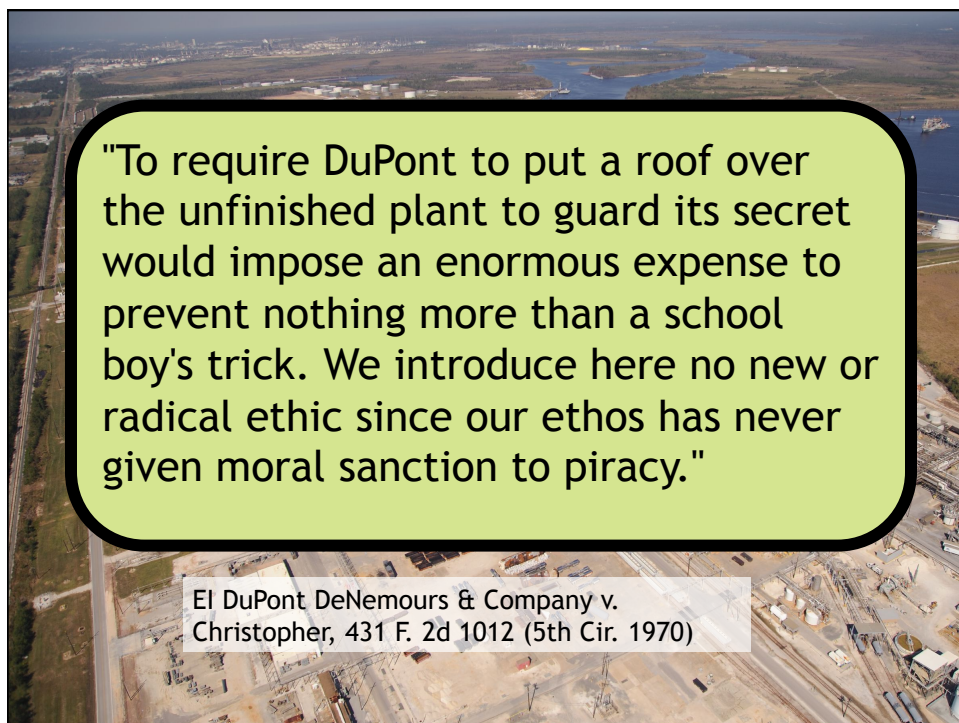 "To require DuPont to put a roof over
the unfinished plant to guard its secret
would impose an enormous expense to
prevent nothing more than a school
boy's trick. We introduce here no new or
radical ethic since our ethos has never
given moral sanction to piracy."
EI DuPont DeNemours & Company v.
Christopher, 431 F. 2d 1012 (5th Cir. 1970)